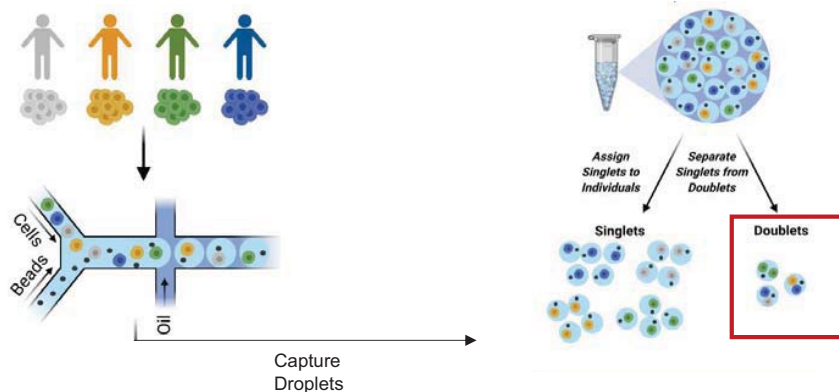 Cells
Beads
Oil
Capture
Droplets
Assign
Singlets to
Individuals
Separate
Singlets from
Doublets
Singlets
Doublets